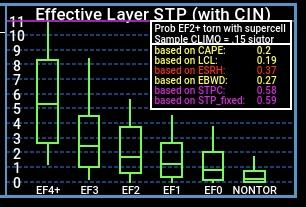 Effective Layer STP (with CIN)
11
Prob EF2+ torn with supercell
Sample CLIMO = .15 sigtor
10
based on CAPE: 0.2
9
based on LCL: 0.19
based on ESRH: 0.37
8
based on EBWD: 0.27
7
based on STPC: 0.58
based on STP_fixed: 0.59
6
5
4
3
2
1
0
EF4+ EF3 EF2 EF1 EF0 NONTOR